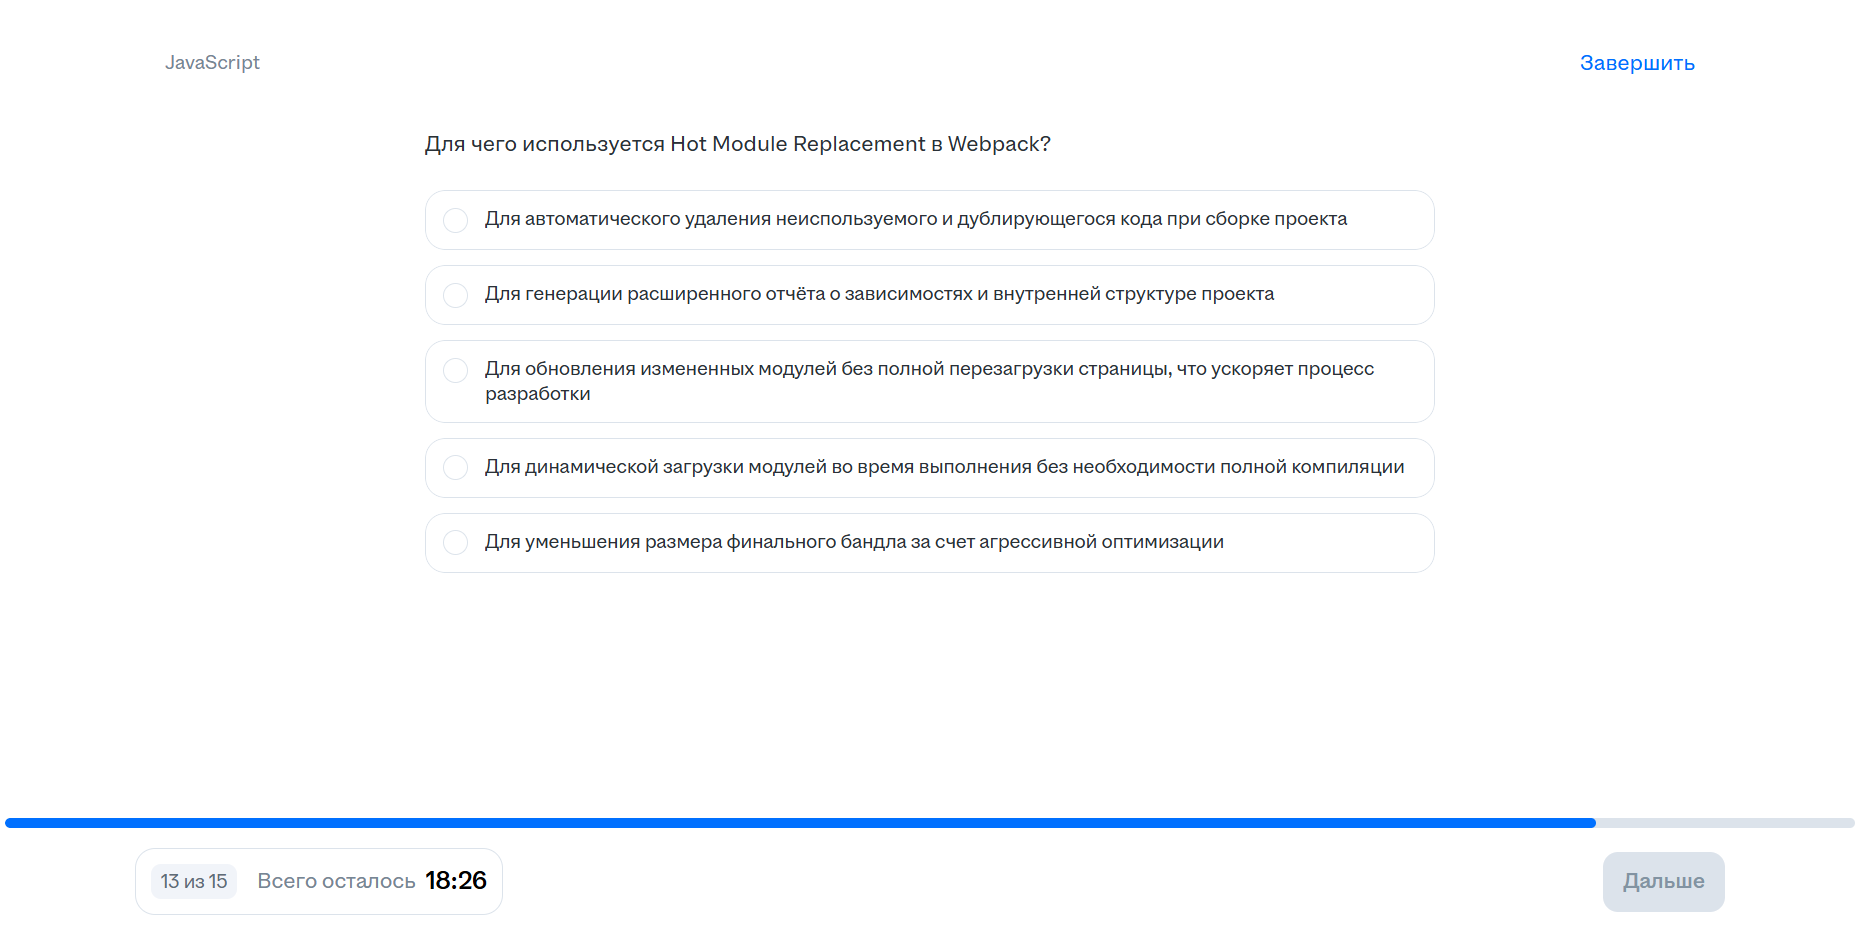 JavaScript
Завершить
Для чего используется Hot Module Replacement в Webpack?
Для автоматического удаления неиспользуемого и дублирующегося кода при сборке проекта
Для генерации расширенного отчёта о зависимостях и внутренней структуре проекта
Для обновления измененных модулей без полной перезагрузки страницы, что ускоряет процесс
разработки
Для динамической загрузки модулей во время выполнения без необходимости полной компиляции
Для уменьшения размера финального бандла за счет агрессивной оптимизации
13 из 15
Всего осталось 18:26
Дальше